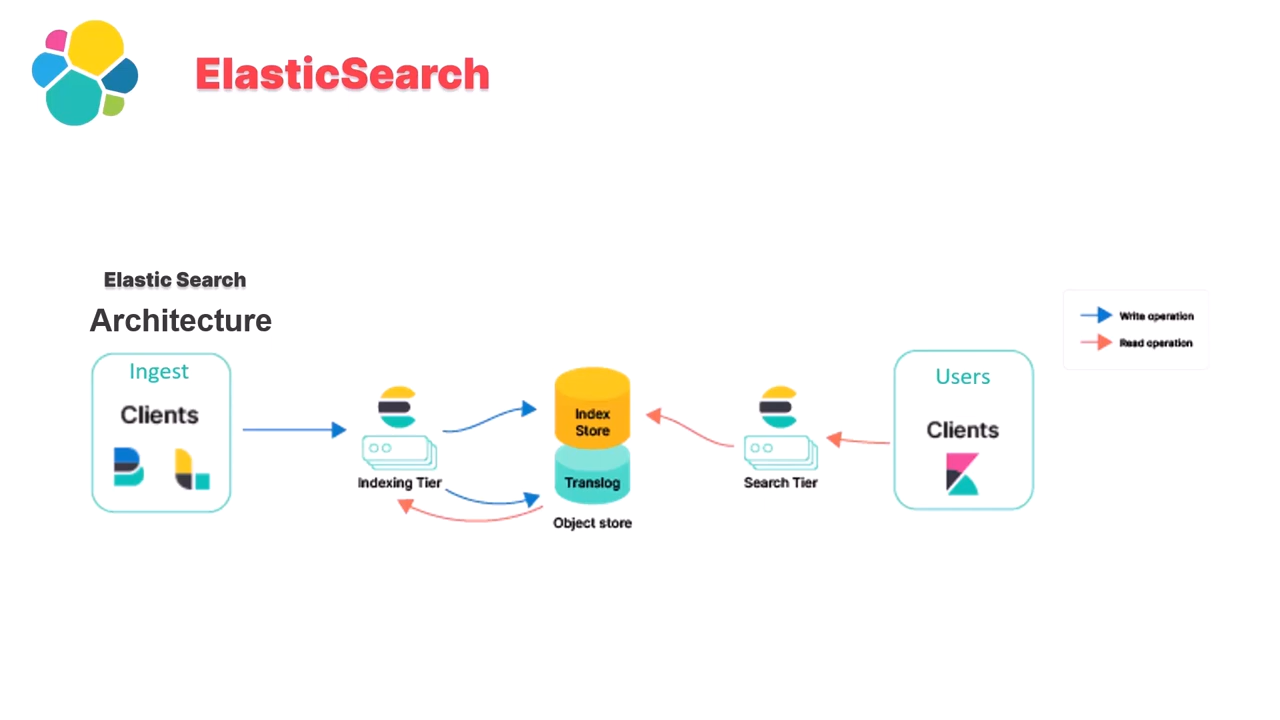 ElasticSearch
Elastic Search
Architecture
Write operation
Read operation
Ingest
Clients
Indexing Tier
Index
Store
Translog
Object store
Search Tier
Users
Clients